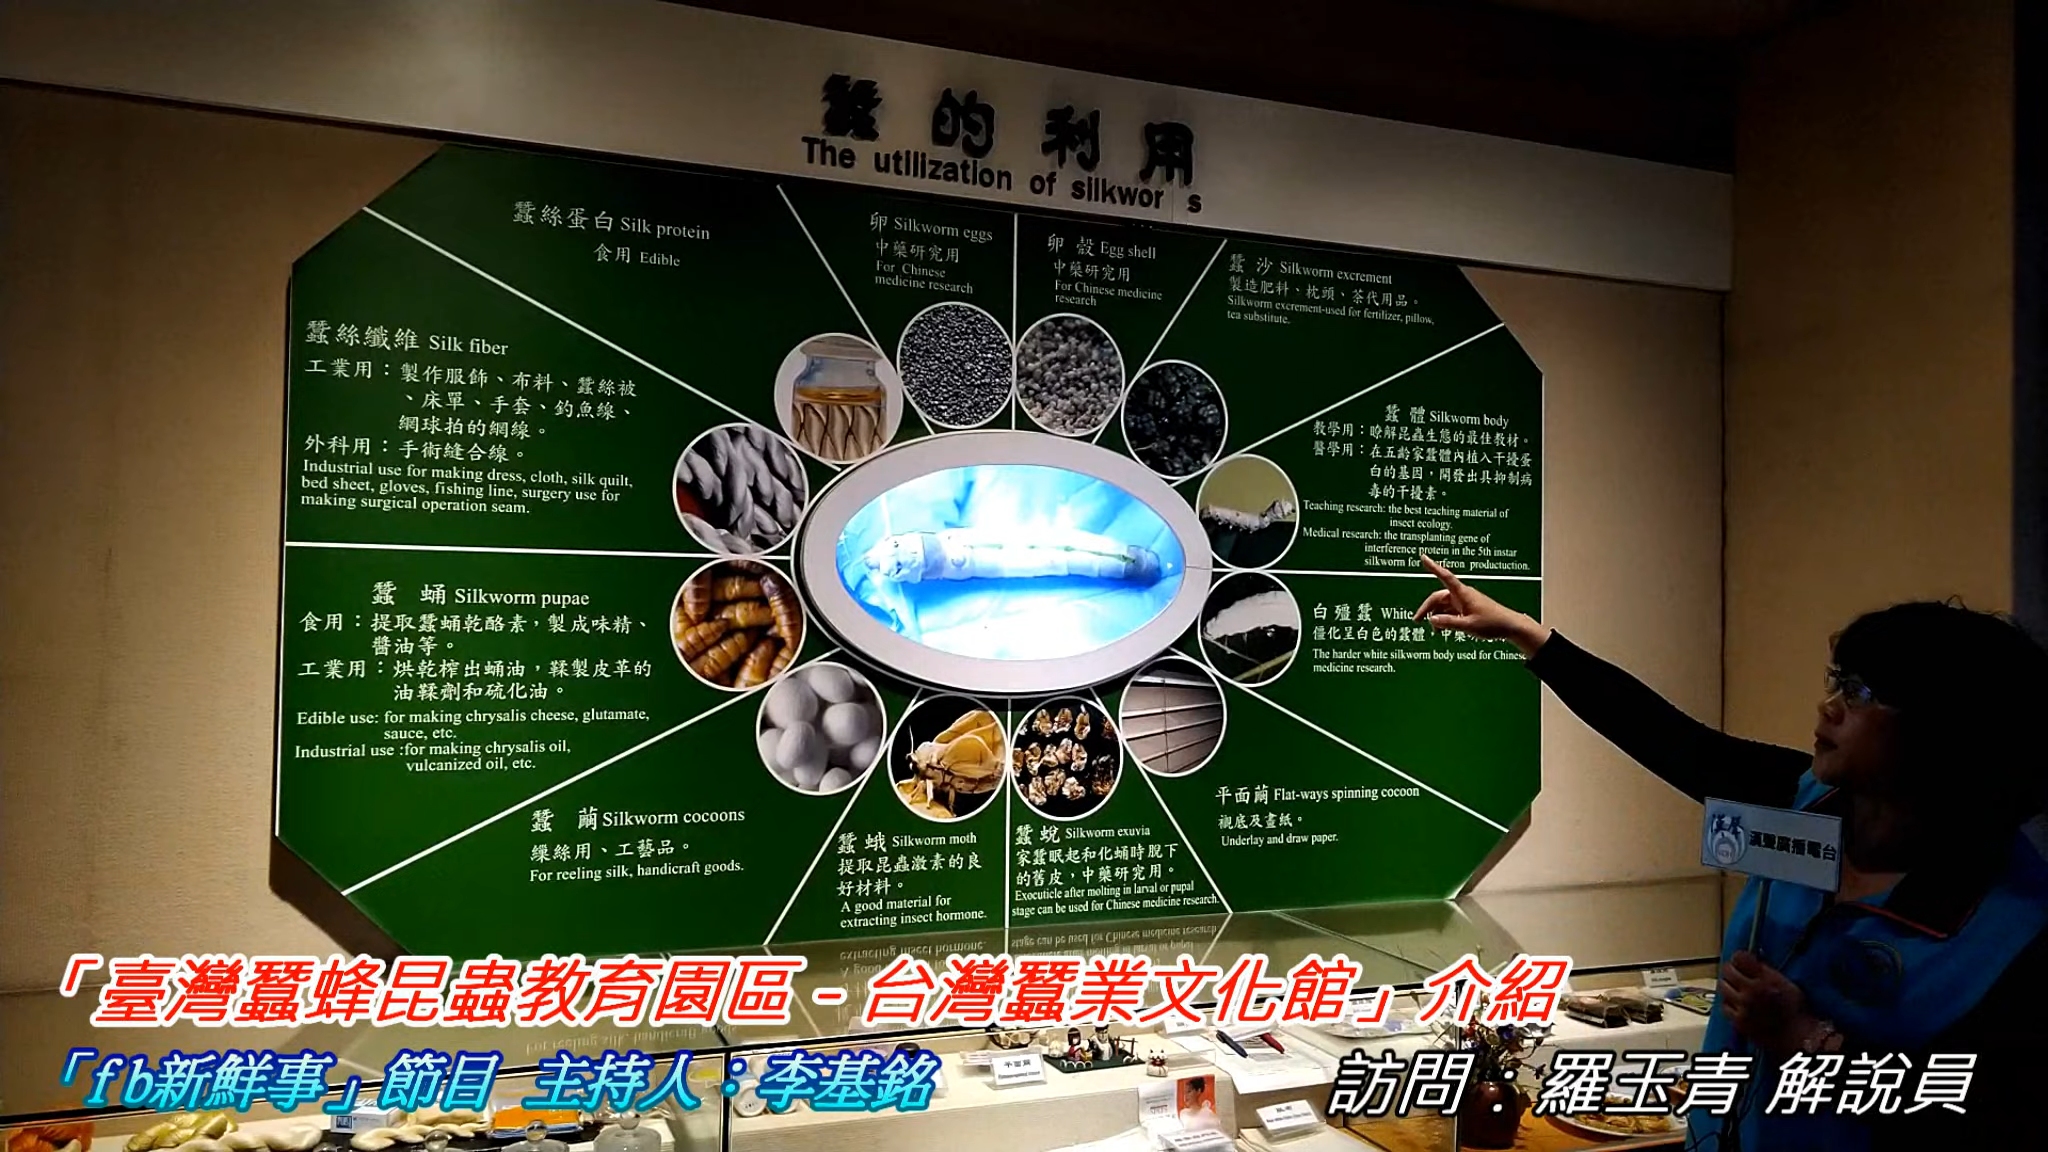 蠶的利用
The utilization of silkwor s
蠶絲蛋白 Silk protein
食用 Edible
卵 Silkworm eggs
中藥研究用
For Chinese
medicine research
卵 殼 Egg shell
中藥研究用
For Chinese medicine
research
蠶 沙 Silkworm excrement
製造肥料、枕頭、茶代用品。
Silkworm excrement-used for fertilizer, pillow,
tea substitute.
蠶絲纖維 Silk fiber
工業用：製作服飾、布料、蠶絲被
、床單、手套、釣魚線、
網球拍的網線。
外科用：手術縫合線。
Industrial use for making dress, cloth, silk quilt,
bed sheet, gloves, fishing line, surgery use for
making surgical operation seam.
蠶 體 Silkworm body
教學用：瞭解昆蟲生態的最佳教材。
醫學用：在五齡家蠶體內植入干擾蛋
白的基因，開發出具抑制病
毒的干擾素。
Teaching research: the best teaching material of
insect ecology.
Medical research: the transplanting gene of
interference protein in the 5th instar
silkworm for erferon productuction.
蠶 蛹 Silkworm pupae
食用：提取蠶蛹乾酪素，製成味精、
醬油等。
工業用：烘乾榨出蛹油，鞣製皮革的
油鞣劑和硫化油。
Edible use: for making chrysalis cheese, glutamate,
sauce, etc.
Industrial use :for making chrysalis oil,
vulcanized oil, etc.
白殭蠶 White
僵化呈白色的蠶體，中藥研究
The harder white silkworm body used for Chinese
medicine research.
蠶 繭 Silkworm cocoons
繅絲用、工藝品。
For reeling silk, handicraft goods.
蠶 蛾 Silkworm moth
提取昆蟲激素的良
好材料。
A good material for
extracting insect hormone.
蠶 蛻 Silkworm exuvia
家蠶眠起和化蛹時脫下
的舊皮，中藥研究用。
Exocuticle after molting in larval or pupal
stage can be used for Chinese medicine research.
平面繭 Flat-ways spinning cocoon
襯底及畫紙。
Underlay and draw paper.
漢聲廣播電台
「臺灣蠶蜂昆蟲教育園區－台灣蠶業文化館」介紹
「fb新鮮事」節目 主持人：李基銘
訪問：羅玉青 解說員
平面繭